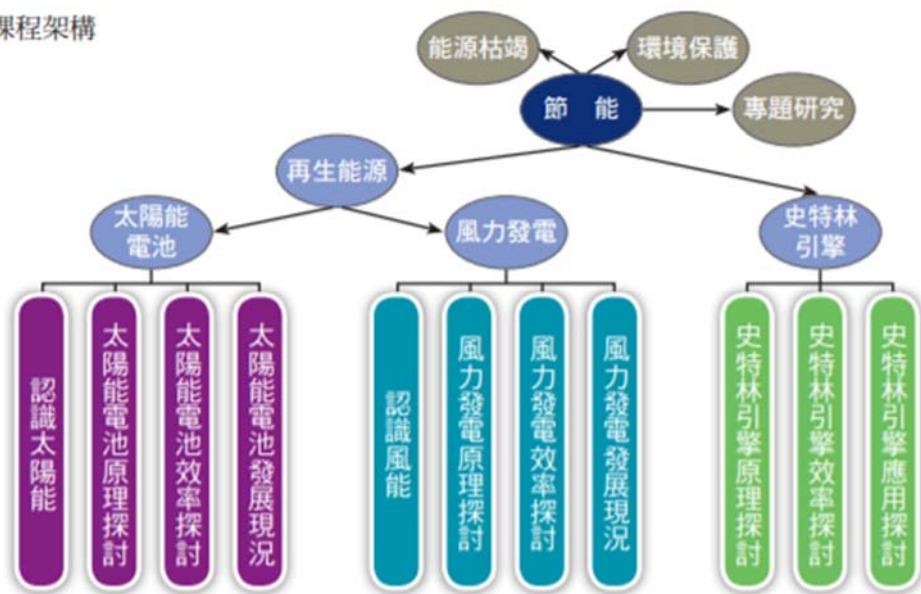 課程架構
能源枯竭
環境保護
節 能
專題研究
再生能源
太陽能
電池
風力發電
史特林
引擎
認識太陽能
太陽能電池原理探討
太陽能電池效率探討
太陽能電池發展現況
認識風能
風力發電原理探討
風力發電效率探討
風力發電發展現況
史特林引擎原理探討
史特林引擎效率探討
史特林引擎應用探討